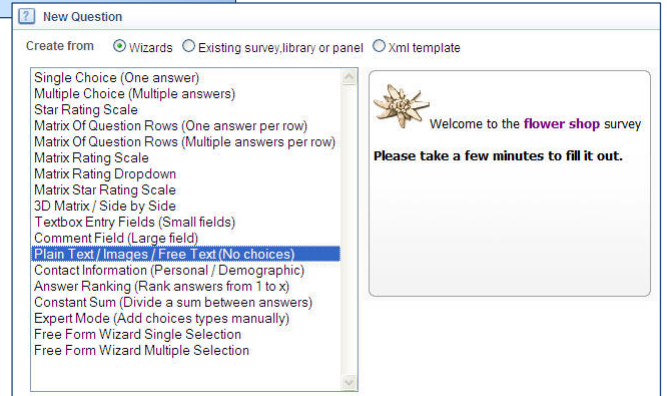 ? New Question
Create from Wizards Existing survey,library or panel Xml template
Single Choice (One answer)
Multiple Choice (Multiple answers)
Star Rating Scale
Matrix Of Question Rows (One answer per row)
Matrix Of Question Rows (Multiple answers per row)
Matrix Rating Scale
Matrix Rating Dropdown
Matrix Star Rating Scale
3D Matrix / Side by Side
Textbox Entry Fields (Small fields)
Comment Field (Large field)
Plain Text / Images / Free Text (No choices)
Contact Information (Personal / Demographic)
Answer Ranking (Rank answers from 1 to x)
Constant Sum (Divide a sum between answers)
Expert Mode (Add choices types manually)
Free Form Wizard Single Selection
Free Form Wizard Multiple Selection
Welcome to the flower shop survey
Please take a few minutes to fill it out.